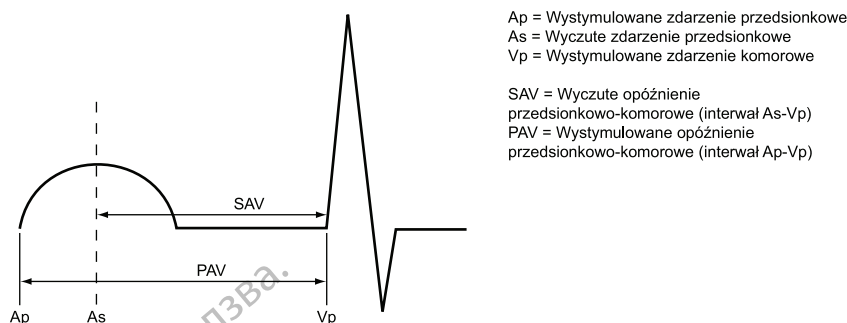 Ap = Wystymulowane zdarzenie przedsionkowe
As = Wyczute zdarzenie przedsionkowe
Vp = Wystymulowane zdarzenie komorowe
SAV = Wyczute opóźnienie
przedsionkowo-komorowe (interwał As-Vp)
PAV = Wystymulowane opóźnienie
przedsionkowo-komorowe (interwał Ap-Vp)
SAV
PAV
Ap As Vp